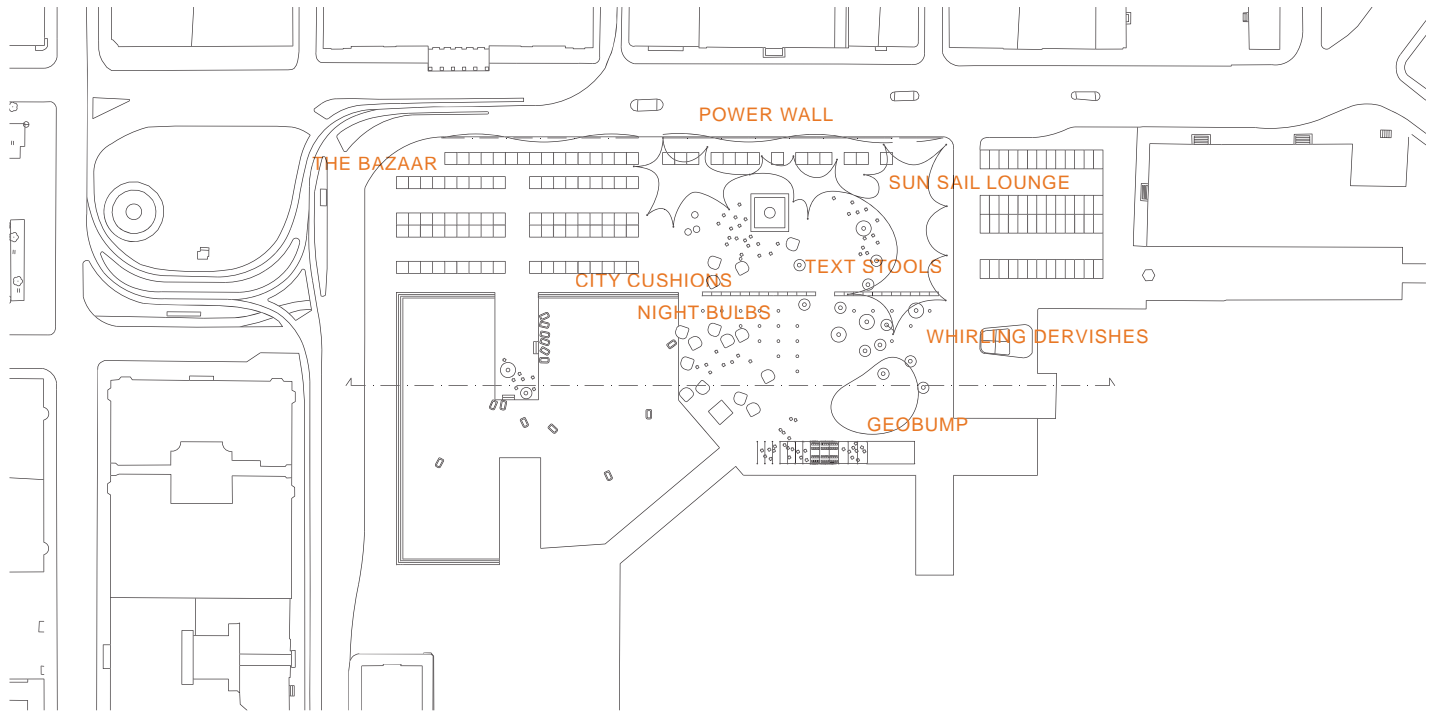 POWER WALL
THE BAZAAR
SUN SAIL LOUNGE
TEXT STOOLS
CITY CUSHIONS
NIGHT BULBS
WHIRLING DERVISHES
GEOBUMP